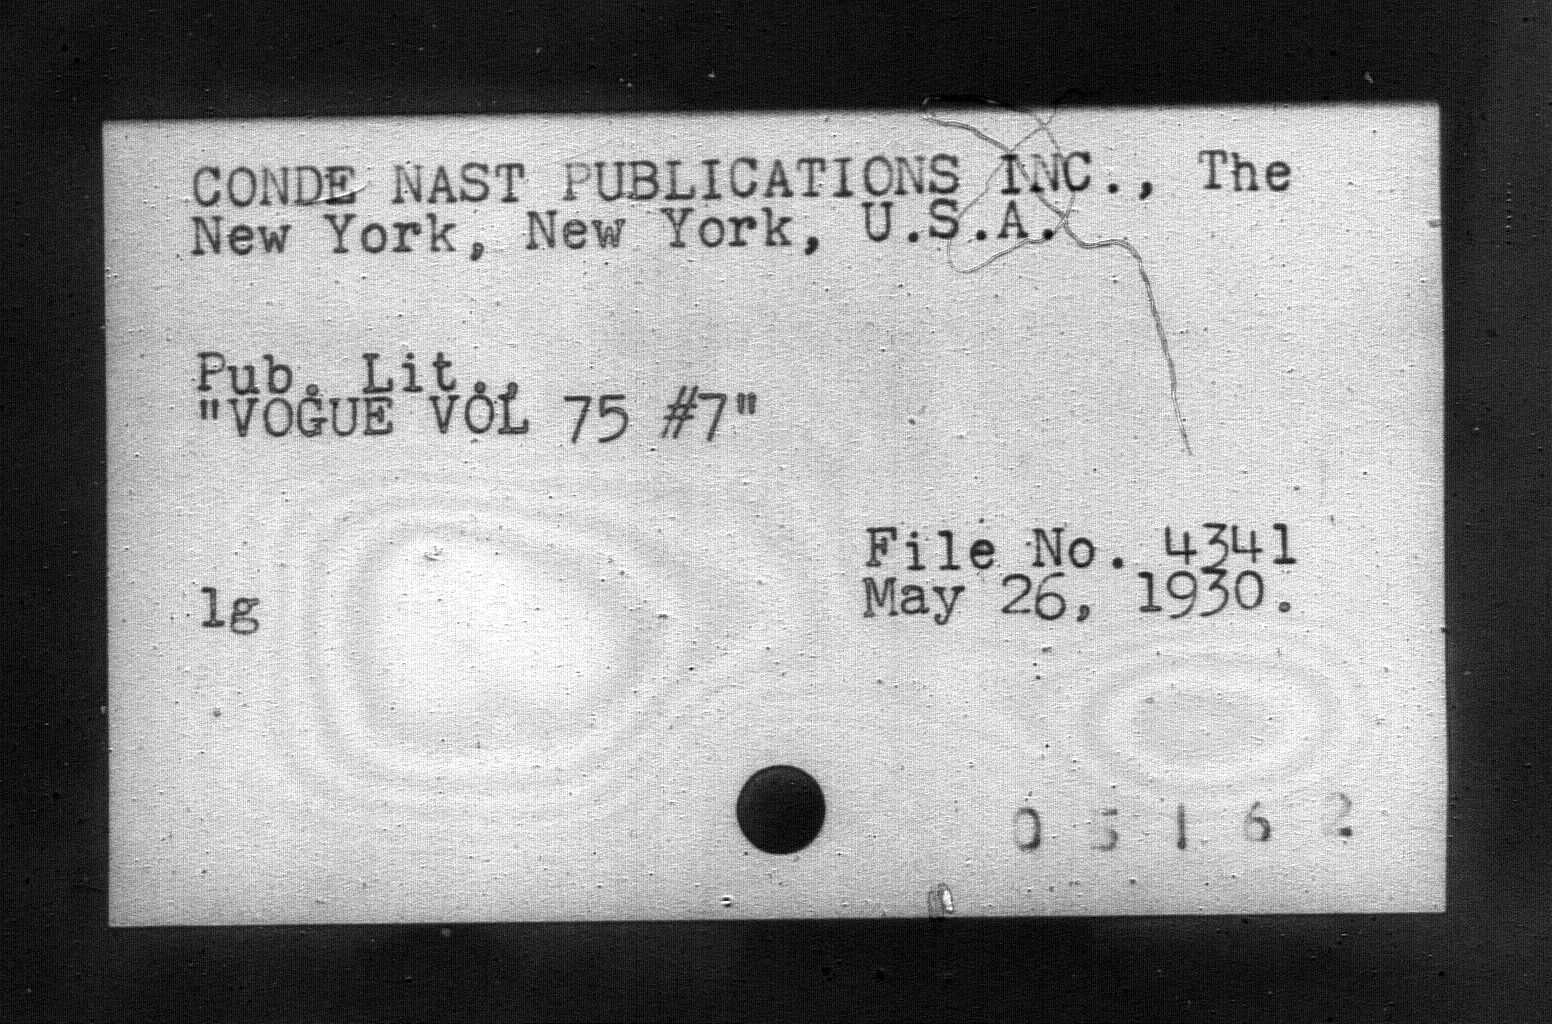 CONDE NAST PUBLICATIONS INC., The
New York, New York, U.S.A.
Pub. Lit.,
"VOGUE VOL 75 #7"
File No. 4341
lg May 26, 1930.
0 5 1 6 2